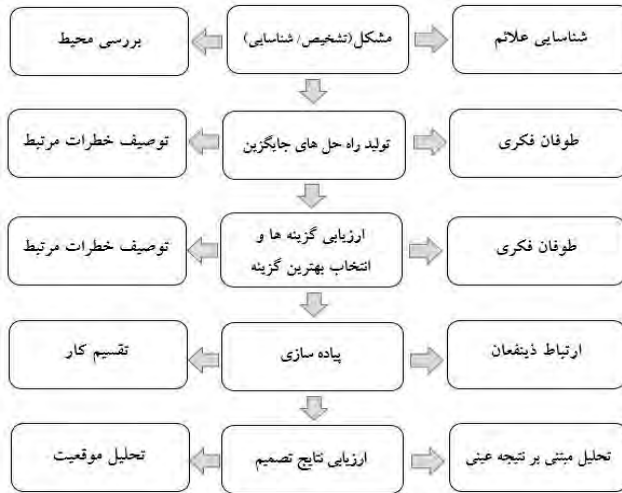 شناسایی علائم
مشکل(تشخیص/ شناسایی)
بررسی محیط
طوفان فکری
تولید راه حل های جایگزین
توصیف خطرات مرتبط
طوفان فکری
ارزیابی گزینه ها و
انتخاب بهترین گزینه
توصیف خطرات مرتبط
ارتباط ذینفعان
پیاده سازی
تقسیم کار
تحلیل مبتنی بر نتیجه عینی
ارزیابی نتایج تصمیم
تحلیل موقعیت